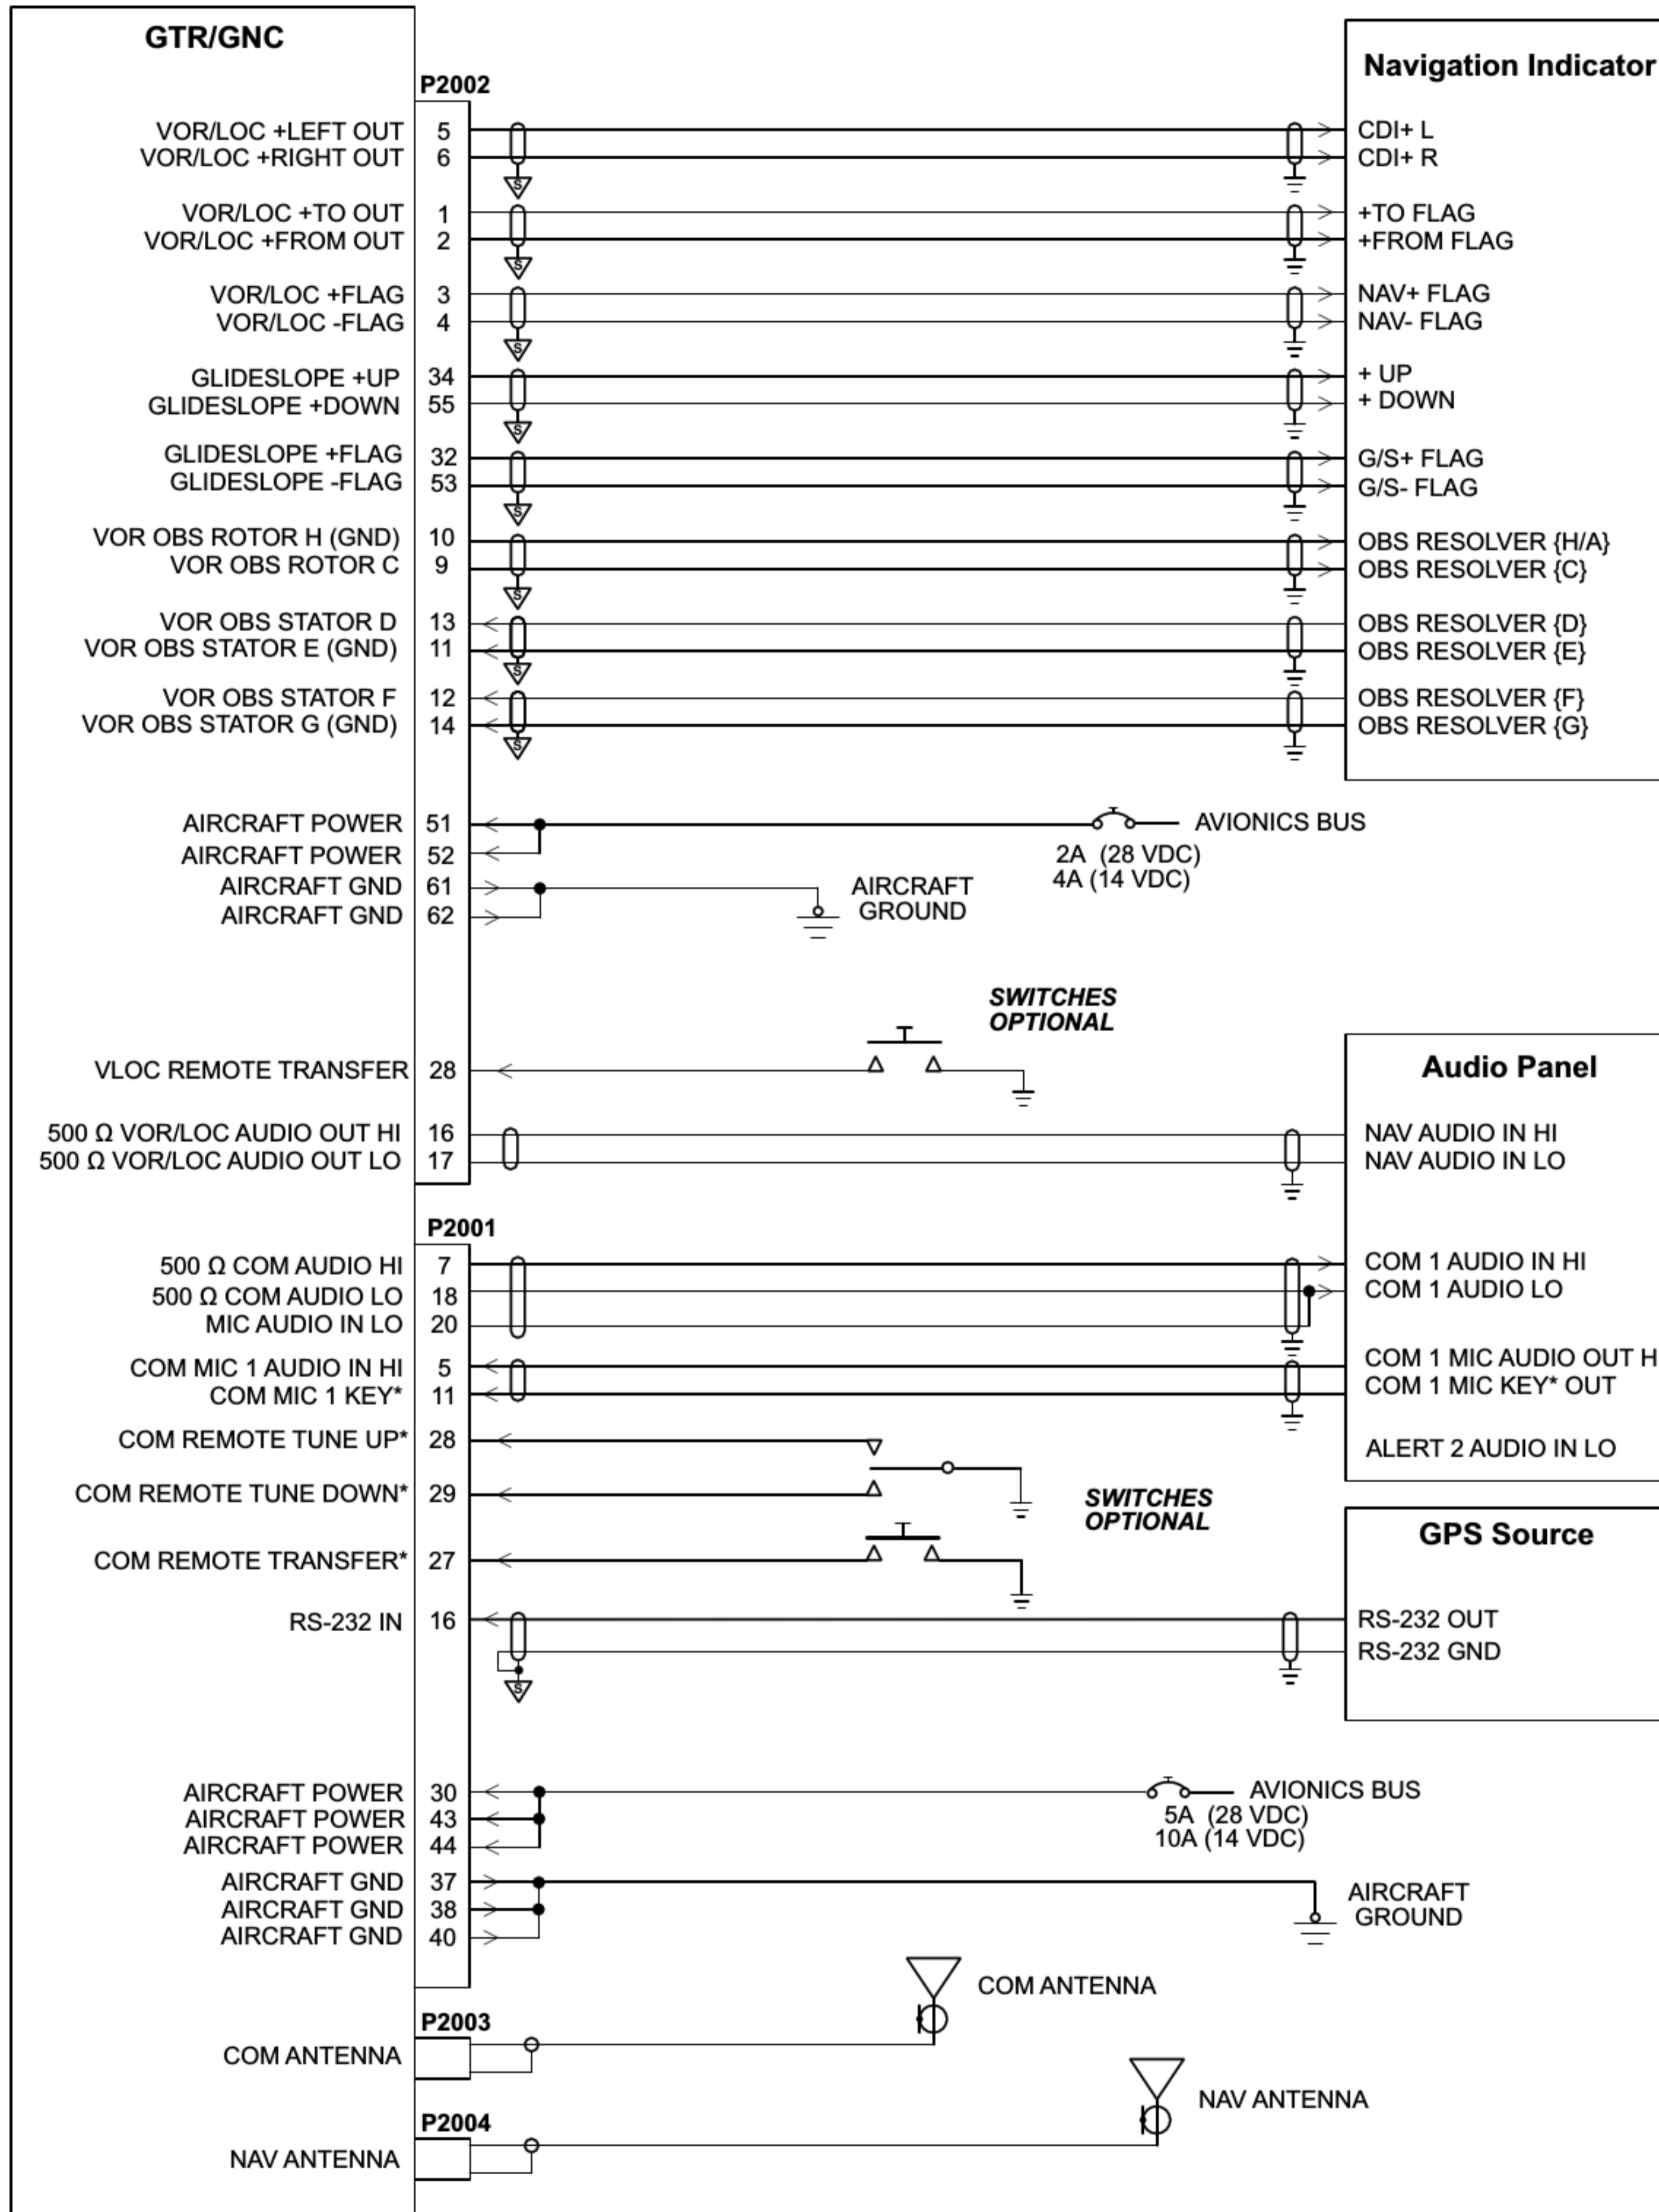 GTR/GNC
Navigation Indicator
P2002
VOR/LOC +LEFT OUT 5 CDI+ L
VOR/LOC +RIGHT OUT 6 CDI+ R
S
VOR/LOC +TO OUT 1 +TO FLAG
VOR/LOC +FROM OUT 2 +FROM FLAG
S
VOR/LOC +FLAG 3 NAV+ FLAG
VOR/LOC -FLAG 4 NAV- FLAG
S
GLIDESLOPE +UP 34 + UP
GLIDESLOPE +DOWN 55 + DOWN
S
GLIDESLOPE +FLAG 32 G/S+ FLAG
GLIDESLOPE -FLAG 53 G/S- FLAG
S
VOR OBS ROTOR H (GND) 10 OBS RESOLVER {H/A}
VOR OBS ROTOR C 9 OBS RESOLVER {C}
S
VOR OBS STATOR D 13 OBS RESOLVER {D}
VOR OBS STATOR E (GND) 11 OBS RESOLVER {E}
S
VOR OBS STATOR F 12 OBS RESOLVER {F}
VOR OBS STATOR G (GND) 14 OBS RESOLVER {G}
S
AIRCRAFT POWER 51 AVIONICS BUS
AIRCRAFT POWER 52 2A (28 VDC)
4A (14 VDC)
AIRCRAFT GND 61 AIRCRAFT
AIRCRAFT GND 62 GROUND
SWITCHES
OPTIONAL
Audio Panel
VLOC REMOTE TRANSFER 28
500 Ω VOR/LOC AUDIO OUT HI 16 NAV AUDIO IN HI
500 Ω VOR/LOC AUDIO OUT LO 17 NAV AUDIO IN LO
P2001
500 Ω COM AUDIO HI 7 COM 1 AUDIO IN HI
500 Ω COM AUDIO LO 18 COM 1 AUDIO LO
MIC AUDIO IN LO 20
COM MIC 1 AUDIO IN HI 5 COM 1 MIC AUDIO OUT H
COM MIC 1 KEY* 11 COM 1 MIC KEY* OUT
COM REMOTE TUNE UP* 28 ALERT 2 AUDIO IN LO
COM REMOTE TUNE DOWN* 29
SWITCHES
OPTIONAL
GPS Source
COM REMOTE TRANSFER* 27
RS-232 IN 16 RS-232 OUT
RS-232 GND
S
AIRCRAFT POWER 30 AVIONICS BUS
AIRCRAFT POWER 43 5A (28 VDC)
AIRCRAFT POWER 44 10A (14 VDC)
AIRCRAFT GND 37 AIRCRAFT
AIRCRAFT GND 38 GROUND
AIRCRAFT GND 40
COM ANTENNA
P2003
COM ANTENNA
NAV ANTENNA
P2004
NAV ANTENNA